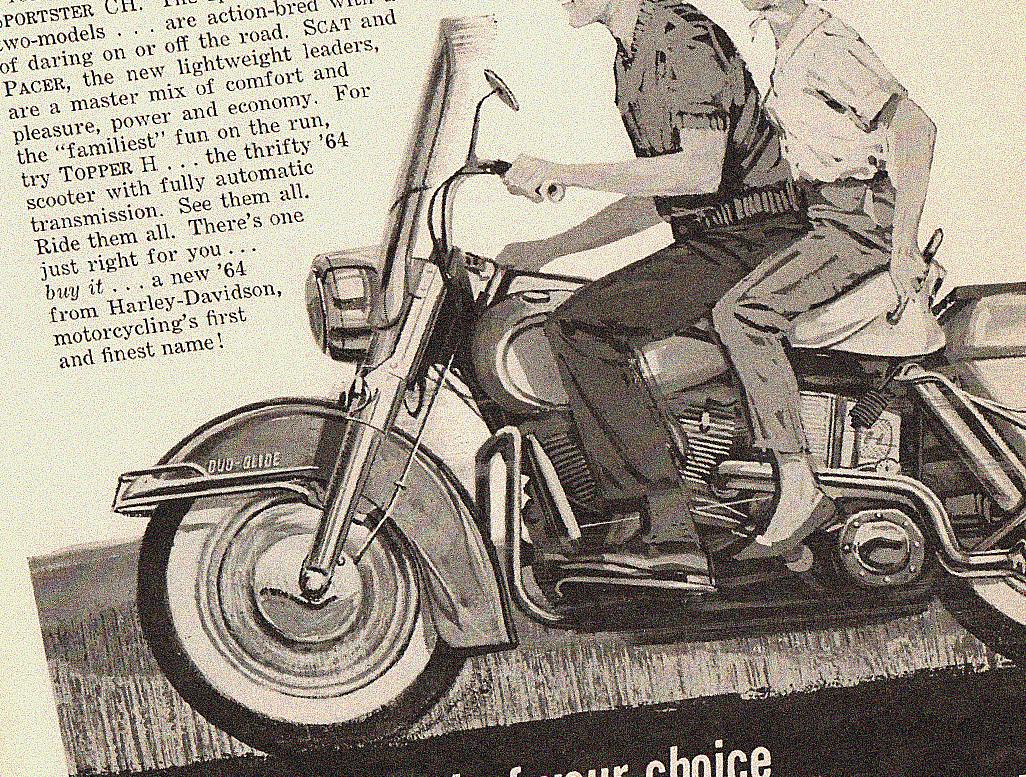 SPORTSTER CH. The
two-models . . . are action-bred with a
of daring on or off the road. SCAT and
PACER, the new lightweight leaders,
are a master mix of comfort and
pleasure, power and economy. For
the "familiest" fun on the run,
try TOPPER H . . . the thrifty '64
scooter with fully automatic
transmission. See them all.
Ride them all. There's one
just right for you . . .
buy it . . . a new '64
from Harley-Davidson,
motorcycling's first
and finest name!
DUO-GLIDE
of your choice